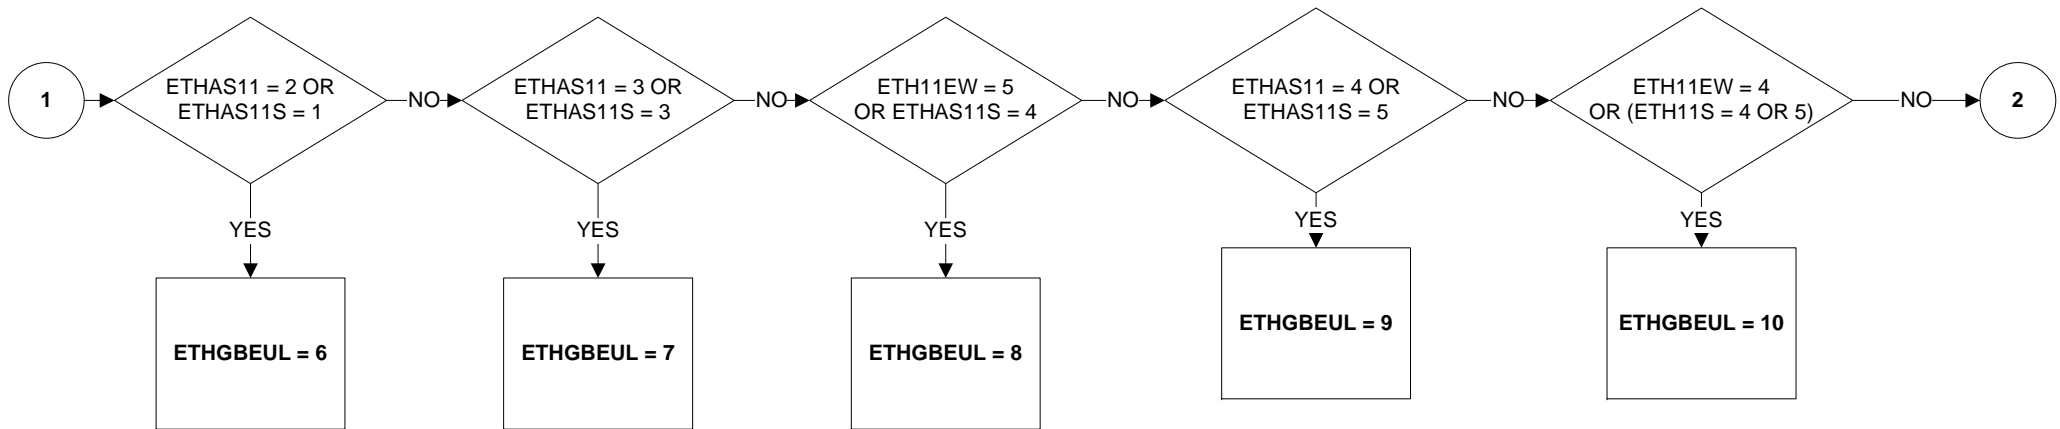 1
ETHAS11 = 2 OR
ETHAS11S = 1
NO
ETHAS11 = 3 OR
ETHAS11S = 3
NO
ETH11EW = 5
OR ETHAS11S = 4
NO
ETHAS11 = 4 OR
ETHAS11S = 5
NO
ETH11EW = 4
OR (ETH11S = 4 OR 5)
NO
2
YES
YES
YES
YES
YES
ETHGBEUL = 6
ETHGBEUL = 7
ETHGBEUL = 8
ETHGBEUL = 9
ETHGBEUL = 10